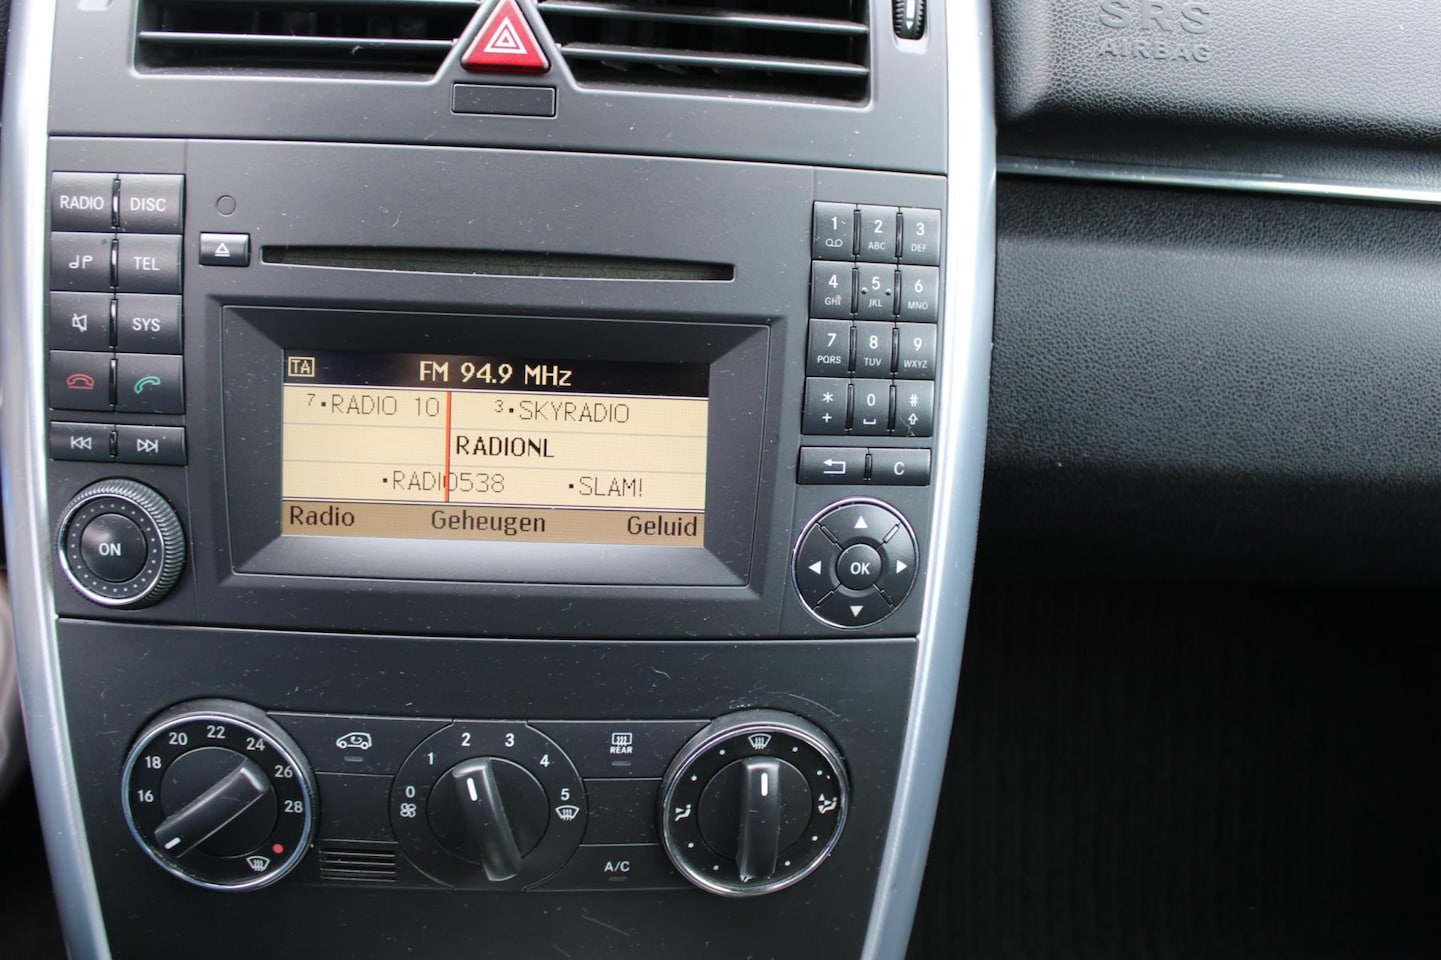 SRS
AIRBAG
RADIO DISC
TEL
SYS
ON
TA FM 94.9 MHz
7·RADIO 10 3·SKYRADIO
RADIONL
·RADIO538 ·SLAM!
Radio Geheugen Geluid
1 2 ABC 3 DEF
4 GHI 5 JKL 6 MNO
7 PQRS 8 TUV 9 WXYZ
* + 0 #
C
OK
16 18 20 22 24 26 28
0 1 2 3 4 5
REAR
A/C